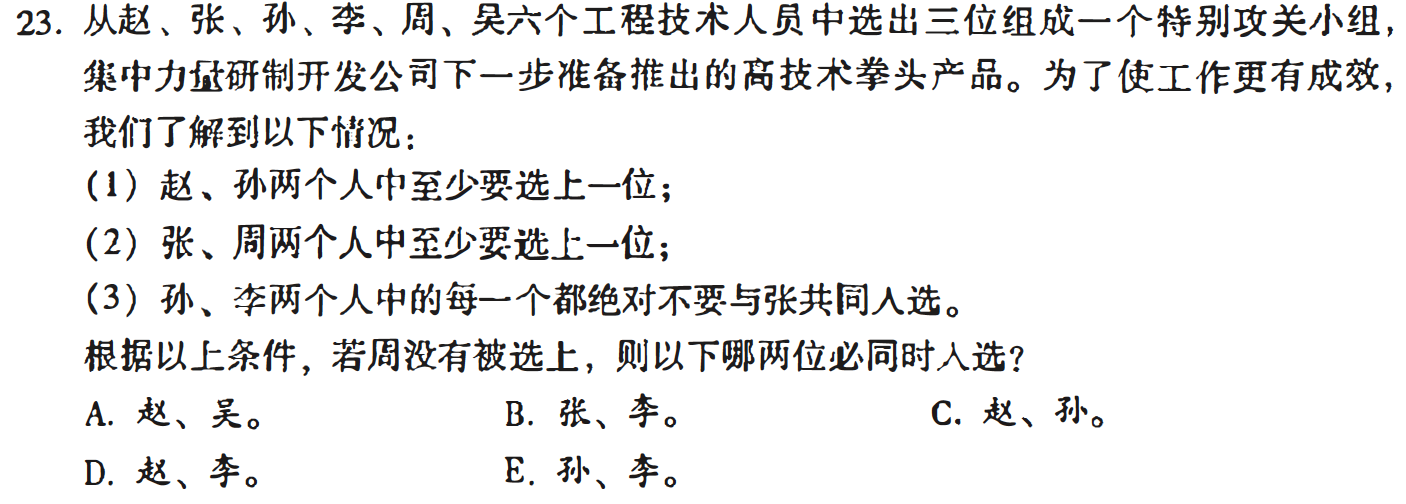 23. 从赵、张、孙、李、周、吴六个工程技术人员中选出三位组成一个特别攻关小组，
集中力量研制开发公司下一步准备推出的高技术拳头产品。为了使工作更有成效，
我们了解到以下情况：
(1) 赵、孙两个人中至少要选上一位；
(2) 张、周两个人中至少要选上一位；
(3) 孙、李两个人中的每一个都绝对不要与张共同入选。
根据以上条件，若周没有被选上，则以下哪两位必同时入选？
A. 赵、吴。 B. 张、李。 C. 赵、孙。
D. 赵、李。 E. 孙、李。